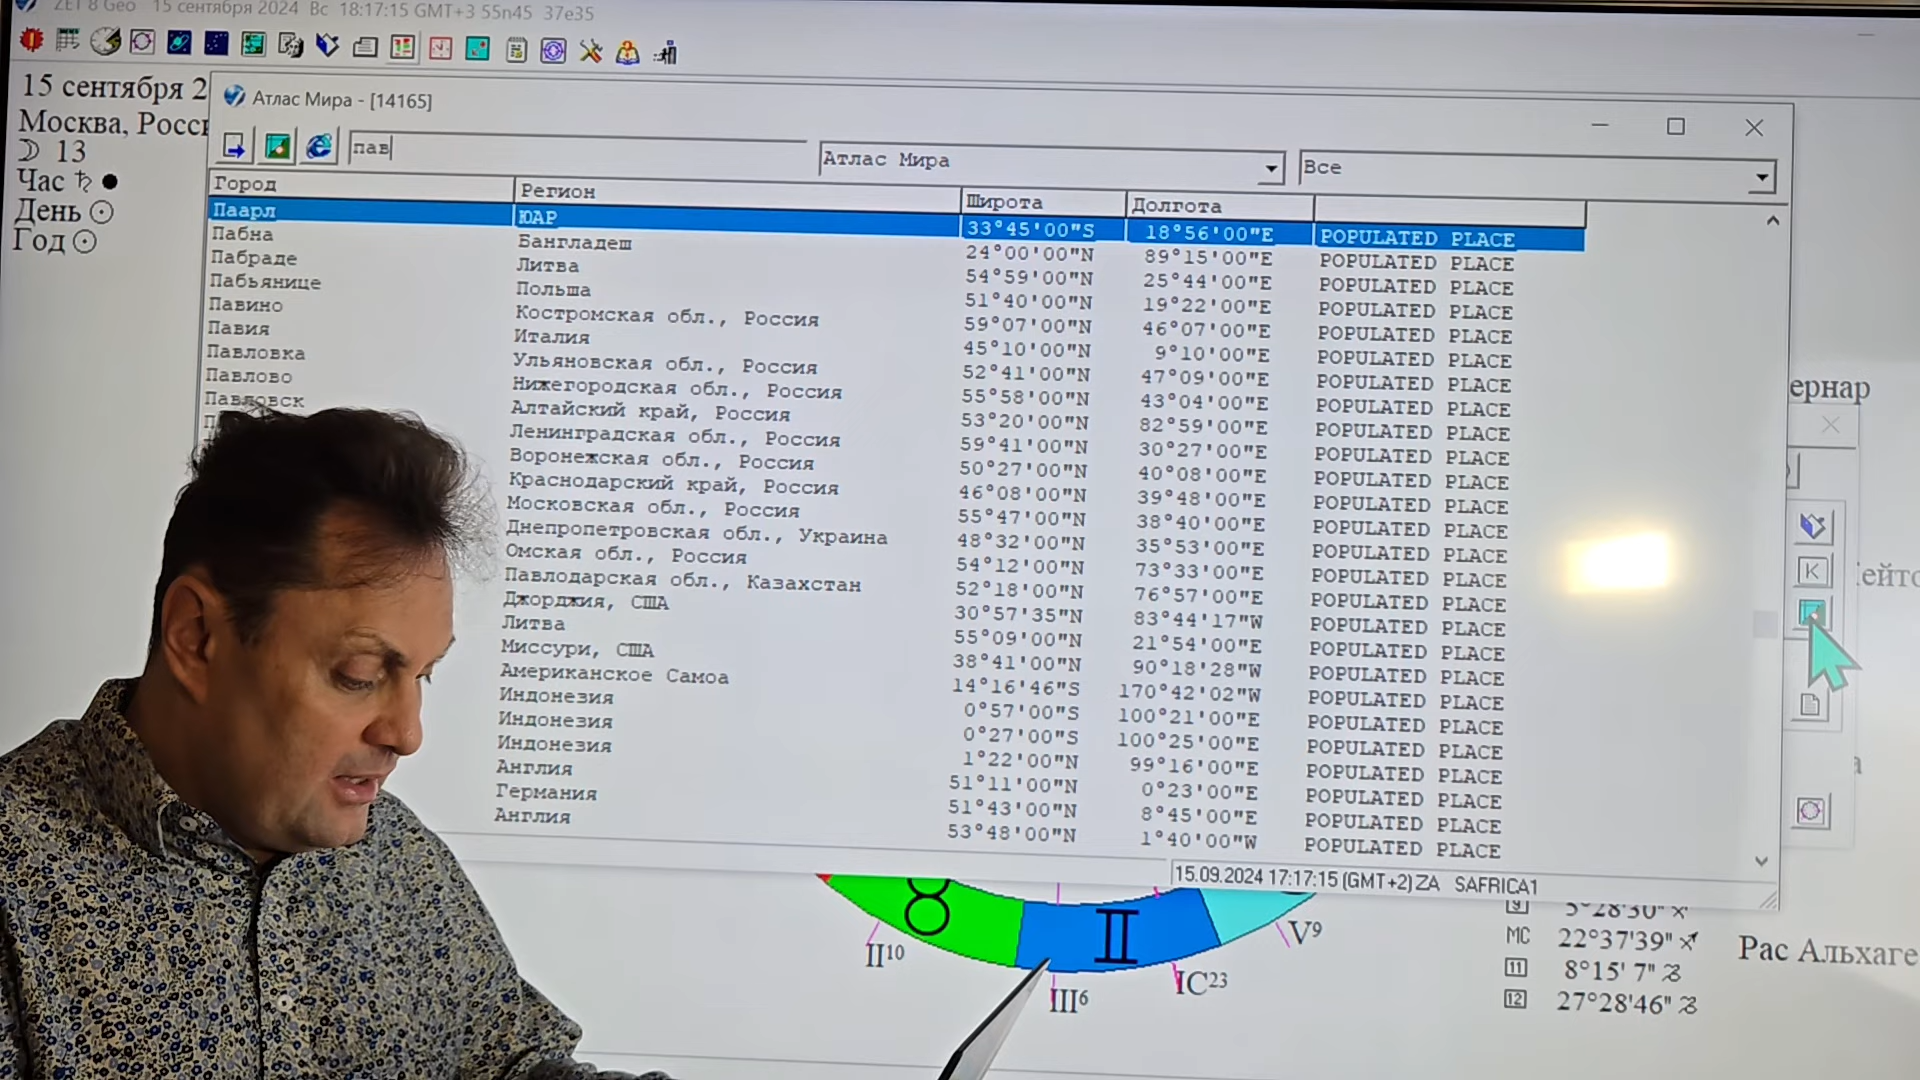 ZET 8 Geo 15 сентября 2024 Вс 18:17:15 GMT+3 55n45 37e35
15 сентября 2
Москва, Росс
☽ 13
Час ♄ ●
День ☉
Год ☉
Атлас Мира - [14165]
пав
Атлас Мира
Все
Город Регион Широта Долгота
Паарл ЮАР 33°45'00"S 18°56'00"E POPULATED PLACE
Пабна Бангладеш 24°00'00"N 89°15'00"E POPULATED PLACE
Пабраде Литва 54°59'00"N 25°44'00"E POPULATED PLACE
Пабьянице Польша 51°40'00"N 19°22'00"E POPULATED PLACE
Павино Костромская обл., Россия 59°07'00"N 46°07'00"E POPULATED PLACE
Павия Италия 45°10'00"N 9°10'00"E POPULATED PLACE
Павловка Ульяновская обл., Россия 52°41'00"N 47°09'00"E POPULATED PLACE
Павлово Нижегородская обл., Россия 55°58'00"N 43°04'00"E POPULATED PLACE
Павловск Алтайский край, Россия 53°20'00"N 82°59'00"E POPULATED PLACE
Ленинградская обл., Россия 59°41'00"N 30°27'00"E POPULATED PLACE
Воронежская обл., Россия 50°27'00"N 40°08'00"E POPULATED PLACE
Краснодарский край, Россия 46°08'00"N 39°48'00"E POPULATED PLACE
Московская обл., Россия 55°47'00"N 38°40'00"E POPULATED PLACE
Днепропетровская обл., Украина 48°32'00"N 35°53'00"E POPULATED PLACE
Омская обл., Россия 54°12'00"N 73°33'00"E POPULATED PLACE
Павлодарская обл., Казахстан 52°18'00"N 76°57'00"E POPULATED PLACE
Джорджия, США 30°57'35"N 83°44'17"W POPULATED PLACE
Литва 55°09'00"N 21°54'00"E POPULATED PLACE
Миссури, США 38°41'00"N 90°18'28"W POPULATED PLACE
Американское Самоа 14°16'46"S 170°42'02"W POPULATED PLACE
Индонезия 0°57'00"S 100°21'00"E POPULATED PLACE
Индонезия 0°27'00"S 100°25'00"E POPULATED PLACE
Индонезия 1°22'00"N 99°16'00"E POPULATED PLACE
Англия 51°11'00"N 0°23'00"E POPULATED PLACE
Германия 51°43'00"N 8°45'00"E POPULATED PLACE
Англия 53°48'00"N 1°40'00"W POPULATED PLACE
15.09.2024 17:17:15 (GMT+2) ZA SAFRICA1
ернар
K
ейто
а
II10
III6
IC23
V9
9 5°28'30" ♐
MC 22°37'39" ♐
11 8°15' 7" ♑
12 27°28'46" ♑
Рас Альхаге